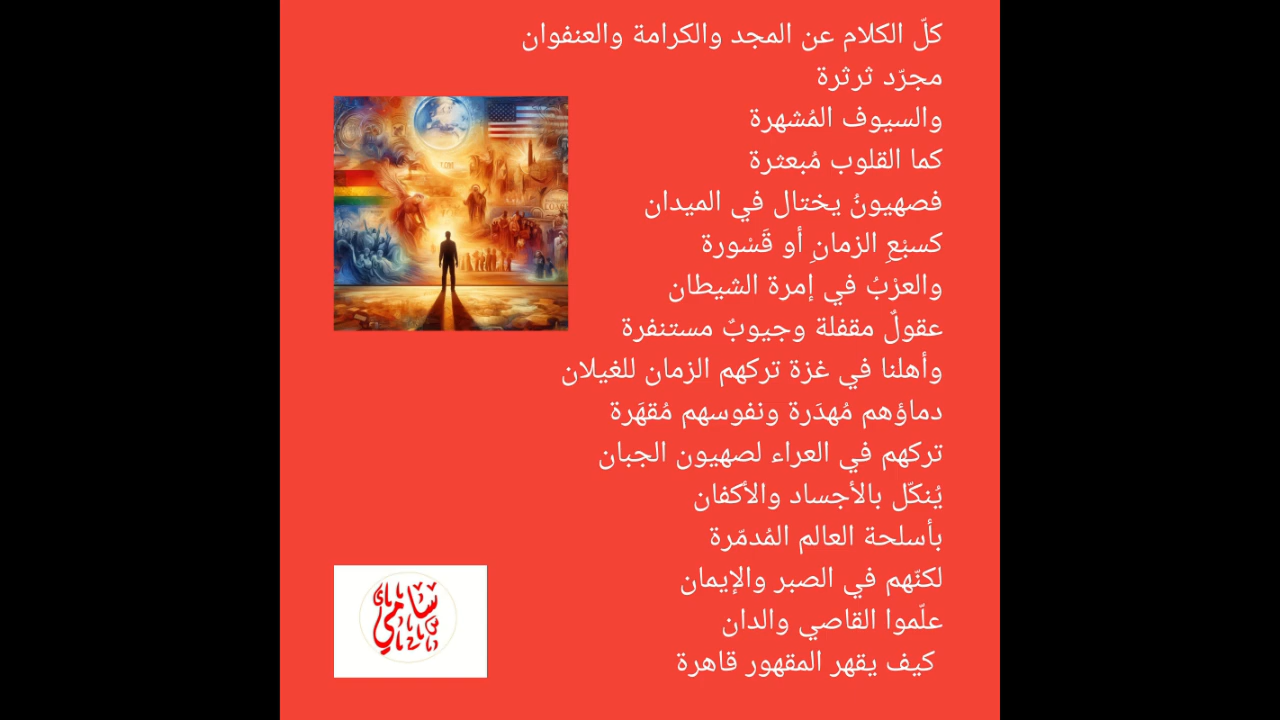 كلّ الكلام عن المجد والكرامة والعنفوان
مجرّد ثرثرة
والسيوف المُشهرة
كما القلوب مُبعثرة
فصهيونُ يختال في الميدان
كسبْعِ الزمانِ أو قَسْورة
والعرْبُ في إمرة الشيطان
عقولٌ مقفلة وجيوبٌ مستنفرة
وأهلنا في غزة تركهم الزمان للغيلان
دماؤهم مُهدَرة ونفوسهم مُقهَرة
تركهم في العراء لصهيون الجبان
يُنكّل بالأجساد والأكفان
بأسلحة العالم المُدمّرة
لكنّهم في الصبر والإيمان
علّموا القاصي والدان
كيف يقهر المقهور قاهرة
سامي